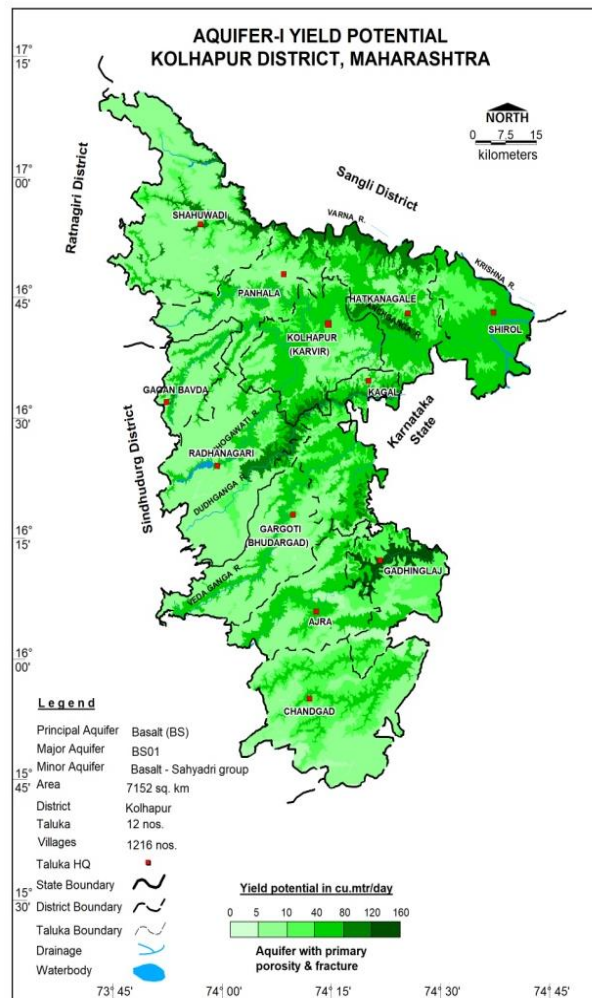 AQUIFER-I YIELD POTENTIAL
KOLHAPUR DISTRICT, MAHARASHTRA
17°
15'
NORTH
0 7.5 15
kilometers
17°
00'
Ratnagiri District
Sangli District
SHAHUWADI
VARNA R.
KRISHNA R.
16°
45'
PANHALA
HATKANAGALE
SHIROL
KOLHAPUR
(KARVIR)
GAGAN BAVDA
KAGAL
16°
30'
Karnataka
State
Sindhudurg District
BHOGAWATI R.
RADHANAGARI
DUDHGANGA R.
16°
15'
GARGOTI
(BHUDARGAD)
GADHINGLAJ
VEDA GANGA R.
AJRA
16°
00'
CHANDGAD
Legend
Principal Aquifer Basalt (BS)
Major Aquifer BS01
Minor Aquifer Basalt - Sahyadri group
15°
45'
Area 7152 sq. km
District Kolhapur
Taluka 12 nos.
Villages 1216 nos.
Taluka HQ
State Boundary
15°
30'
District Boundary
Taluka Boundary
Drainage
Waterbody
Yield potential in cu.mtr/day
0 5 10 40 80 120 160
Aquifer with primary
porosity & fracture
73°45' 74°00' 74°15' 74°30' 74°45'